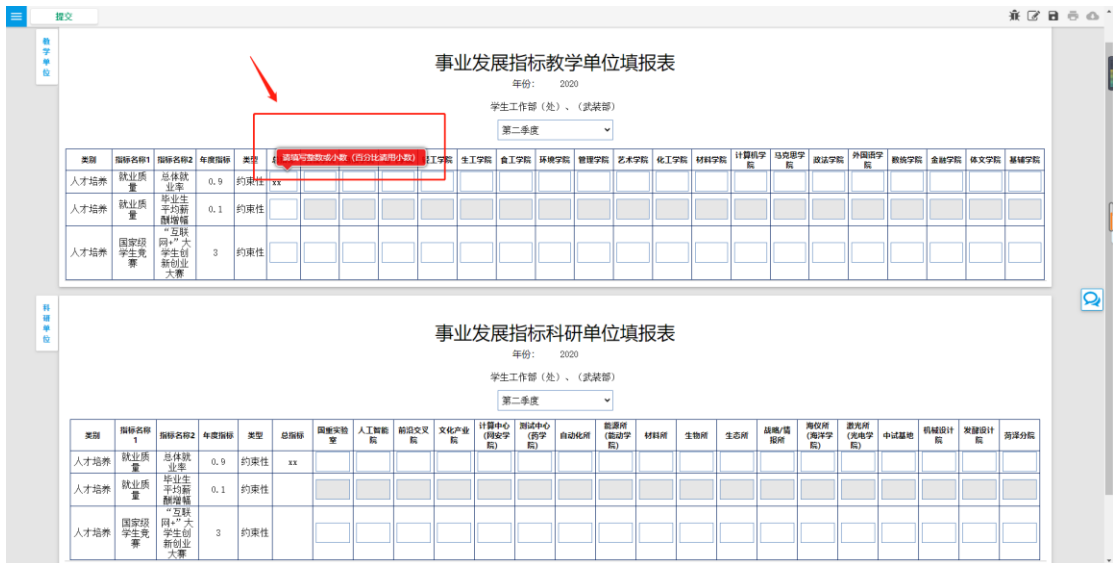 提交
教学单位
事业发展指标教学单位填报表
年份： 2020
学生工作部（处）、（武装部）
第二季度
请填写整数或小数（百分比请用小数）
类别 指标名称1 指标名称2 年度指标 类型 工学院 生工学院 食工学院 环境学院 管理学院 艺术学院 化工学院 材料学院 计算机学院 马克思学院 政法学院 外国语学院 数统学院 金融学院 体文学院 基辅学院
人才培养 就业质量 总体就业率 0.9 约束性 xx
人才培养 就业质量 毕业生平均薪酬增幅 0.1 约束性
人才培养 国家级学生竞赛 “互联网+”大学生创新创业大赛 3 约束性
科研单位
事业发展指标科研单位填报表
年份： 2020
学生工作部（处）、（武装部）
第二季度
类别 指标名称1 指标名称2 年度指标 类型 总指标 国重实验室 人工智能院 前沿交叉院 文化产业院 计算中心（网安学院） 测试中心（药学院） 自动化所 能源所（能动学院） 材料所 生物所 生态所 战略/情报所 海仪所（海洋学院） 激光所（光电学院） 中试基地 机械设计院 发酵设计院 菏泽分院
人才培养 就业质量 总体就业率 0.9 约束性 xx
人才培养 就业质量 毕业生平均薪酬增幅 0.1 约束性
人才培养 国家级学生竞赛 “互联网+”大学生创新创业大赛 3 约束性